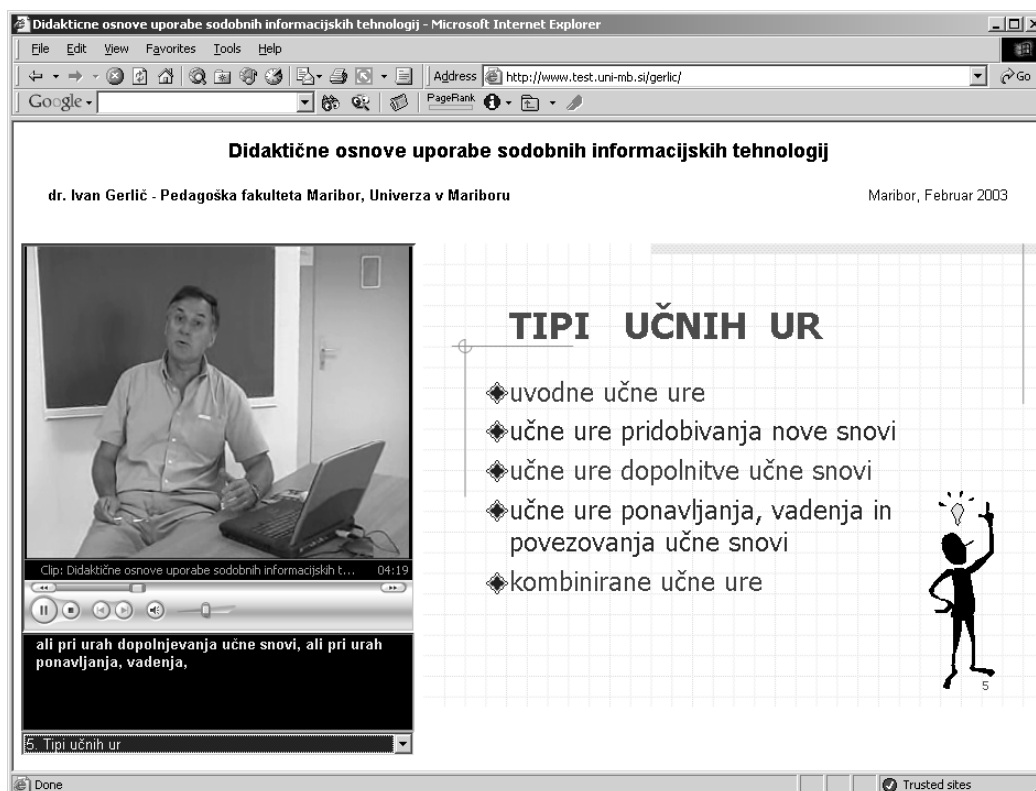 Didakticne osnove uporabe sodobnih informacijskih tehnologij - Microsoft Internet Explorer
File Edit View Favorites Tools Help
Address http://www.test.uni-mb.si/gerlic/ Go
Google PageRank
Didaktične osnove uporabe sodobnih informacijskih tehnologij
dr. Ivan Gerlič - Pedagoška fakulteta Maribor, Univerza v Mariboru
Maribor, Februar 2003
TIPI UČNIH UR
uvodne učne ure
učne ure pridobivanja nove snovi
učne ure dopolnitve učne snovi
učne ure ponavljanja, vadenja in
povezovanja učne snovi
kombinirane učne ure
5
Clip: Didaktične osnove uporabe sodobnih informacijskih t... 04:19
ali pri urah dopolnjevanja učne snovi, ali pri urah
ponavljanja, vadenja,
5. Tipi učnih ur
Done
Trusted sites